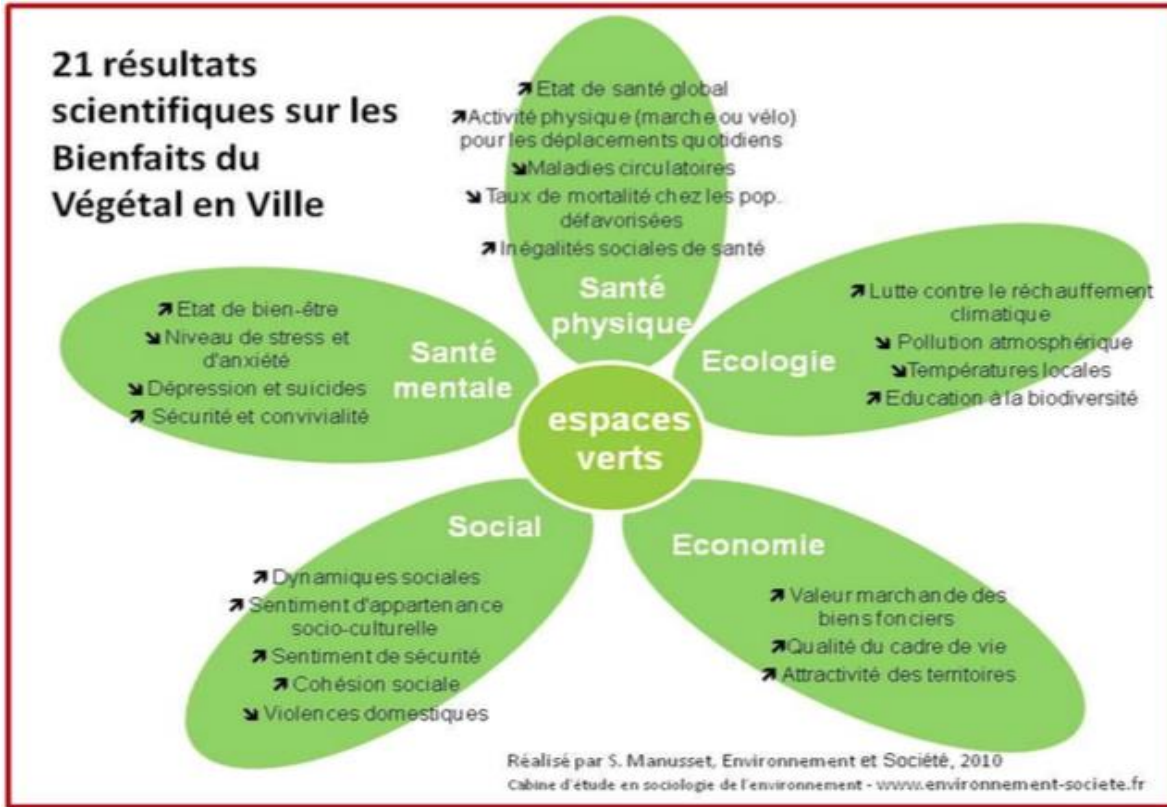 21 résultats
scientifiques sur les
Bienfaits du
Végétal en Ville
↗ Etat de santé global
↗Activité physique (marche ou vélo)
pour les déplacements quotidiens
↘Maladies circulatoires
↘ Taux de mortalité chez les pop.
défavorisées
↗ Inégalités sociales de santé
Santé
physique
↗ Etat de bien-être
↘ Niveau de stress et
d'anxiété
↘ Dépression et suicides
↗ Sécurité et convivialité
Santé
mentale
↗ Lutte contre le réchauffement
climatique
↘ Pollution atmosphérique
↘Températures locales
↗ Education à la biodiversité
Ecologie
espaces
verts
Social
↗ Dynamiques sociales
↗ Sentiment d'appartenance
socio-culturelle
↗ Sentiment de sécurité
↗ Cohésion sociale
↘ Violences domestiques
Economie
↗ Valeur marchande des
biens fonciers
↗Qualité du cadre de vie
↗ Attractivité des territoires
Réalisé par S. Manusset, Environnement et Société, 2010
Cabine d'étude en sociologie de l'environnement - www.environnement-societe.fr